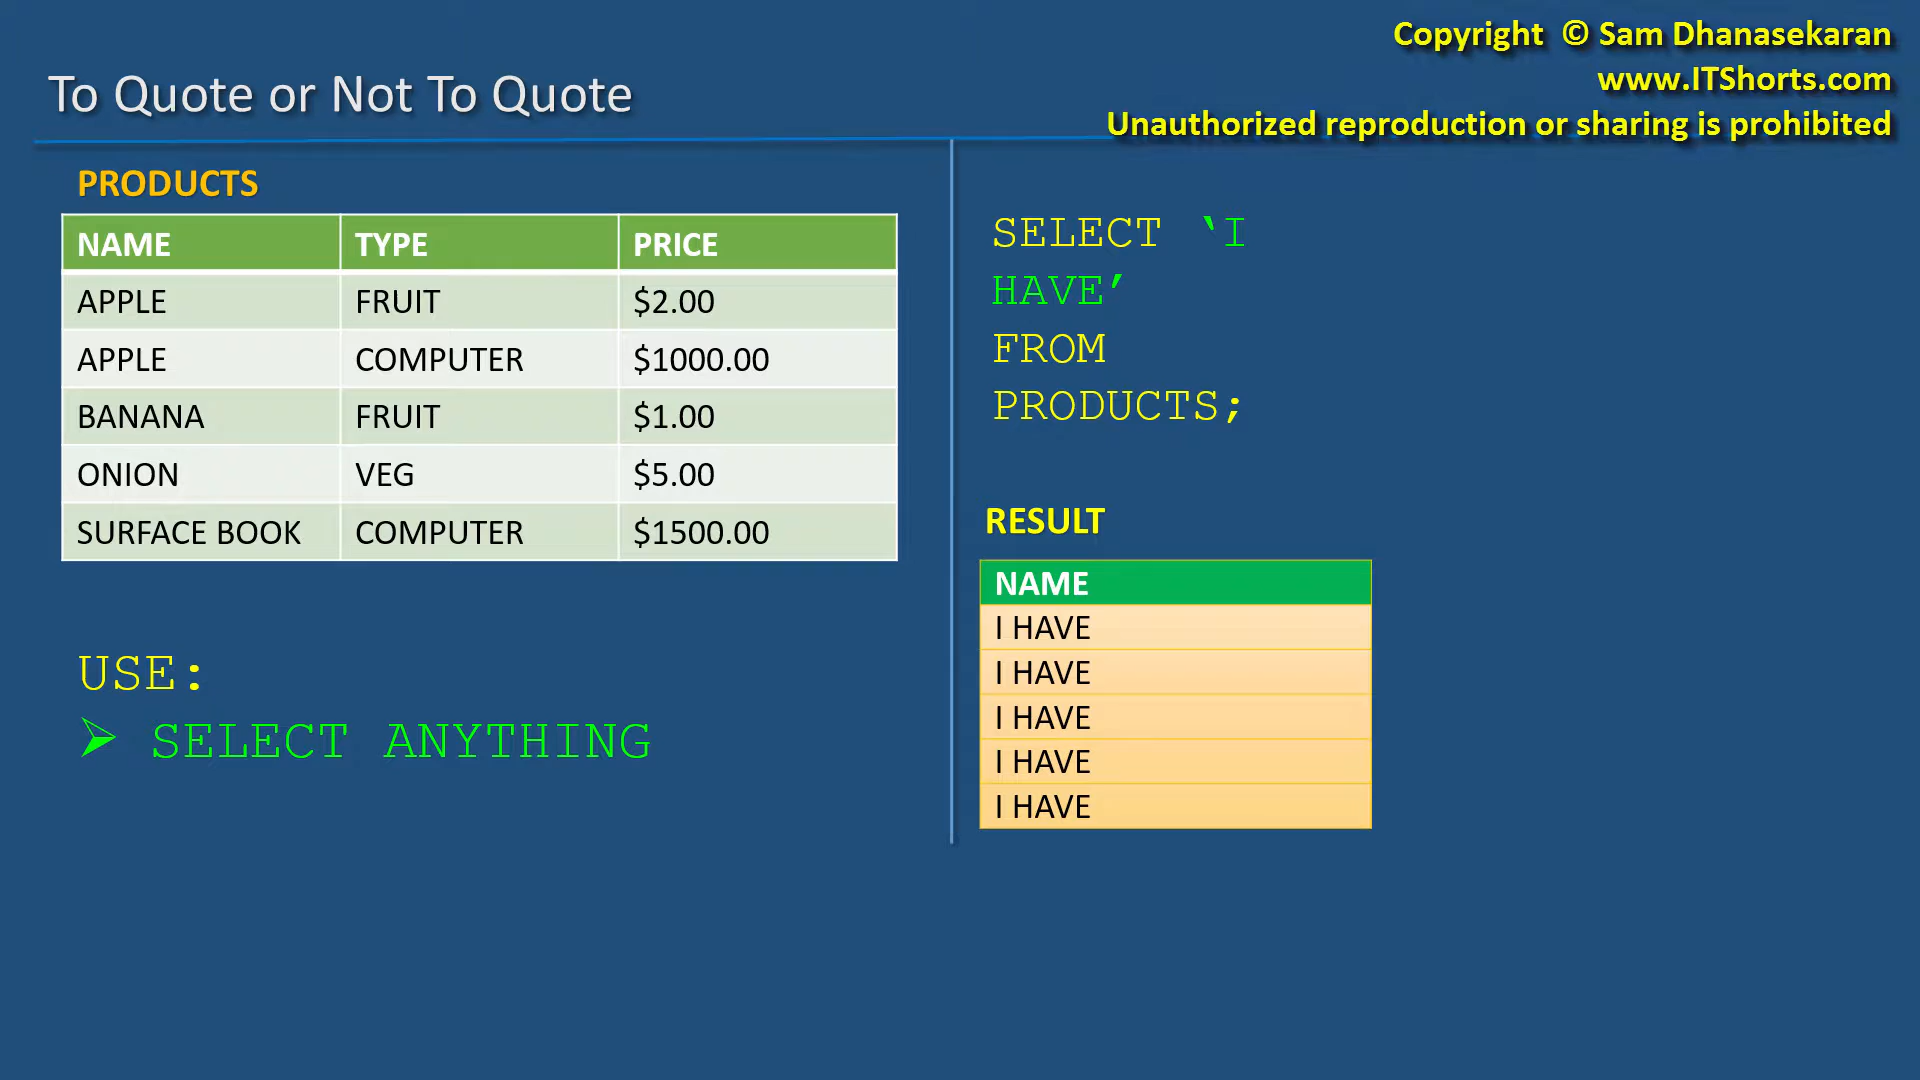 Copyright © Sam Dhanasekaran
www.ITShorts.com
Unauthorized reproduction or sharing is prohibited
To Quote or Not To Quote
PRODUCTS
NAME TYPE PRICE
APPLE FRUIT $2.00
APPLE COMPUTER $1000.00
BANANA FRUIT $1.00
ONION VEG $5.00
SURFACE BOOK COMPUTER $1500.00
USE:
➢ SELECT ANYTHING
SELECT ‘I
HAVE’
FROM
PRODUCTS;
RESULT
NAME
I HAVE
I HAVE
I HAVE
I HAVE
I HAVE